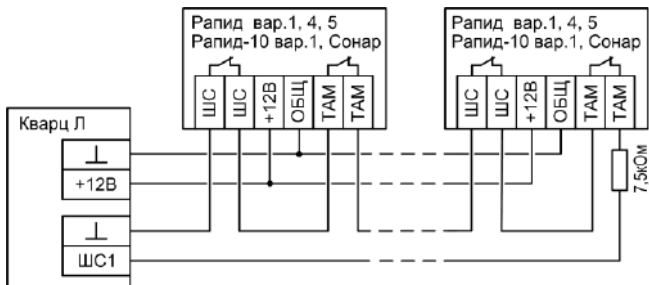 Рапид вар.1, 4, 5
Рапид-10 вар.1, Сонар
ШС
ШС
+12В
ОБЩ
ТАМ
ТАМ
Рапид вар.1, 4, 5
Рапид-10 вар.1, Сонар
ШС
ШС
+12В
ОБЩ
ТАМ
ТАМ
Кварц Л
+12В
ШС1
7,5кОм